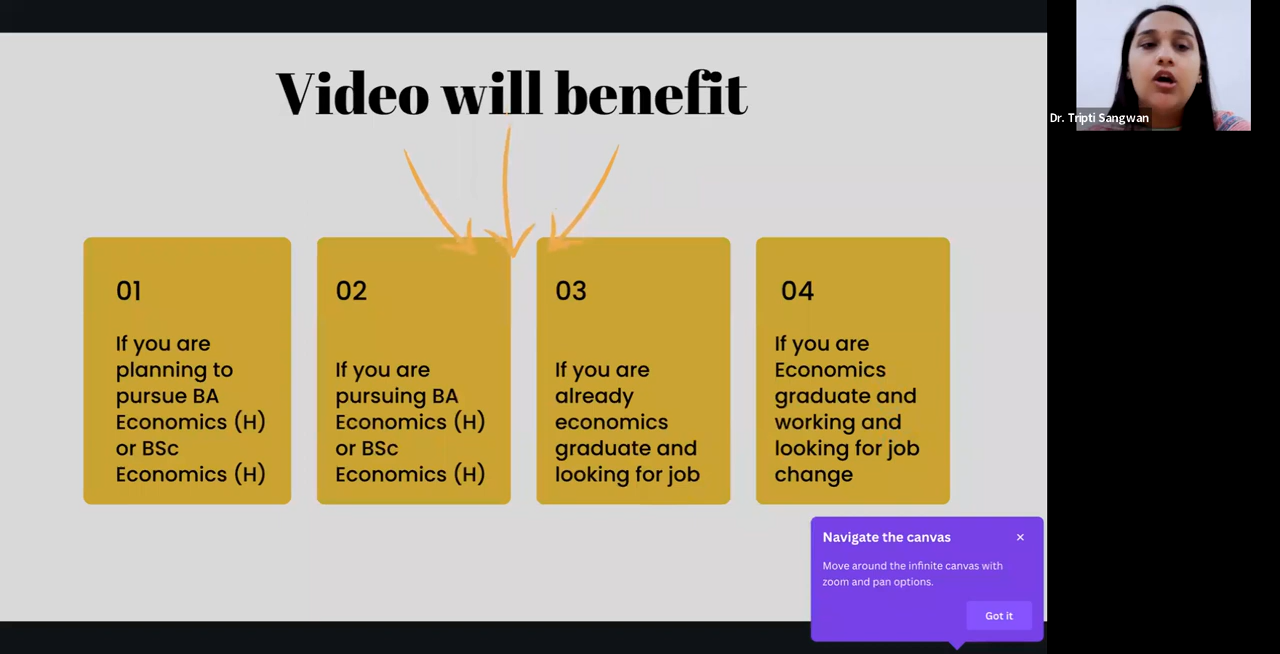 Video will benefit
01
If you are
planning to
pursue BA
Economics (H)
or BSc
Economics (H)
02
If you are
pursuing BA
Economics (H)
or BSc
Economics (H)
03
If you are
already
economics
graduate and
looking for job
04
If you are
Economics
graduate and
working and
looking for job
change
Navigate the canvas
Move around the infinite canvas with
zoom and pan options.
Got it
Dr. Tripti Sangwan